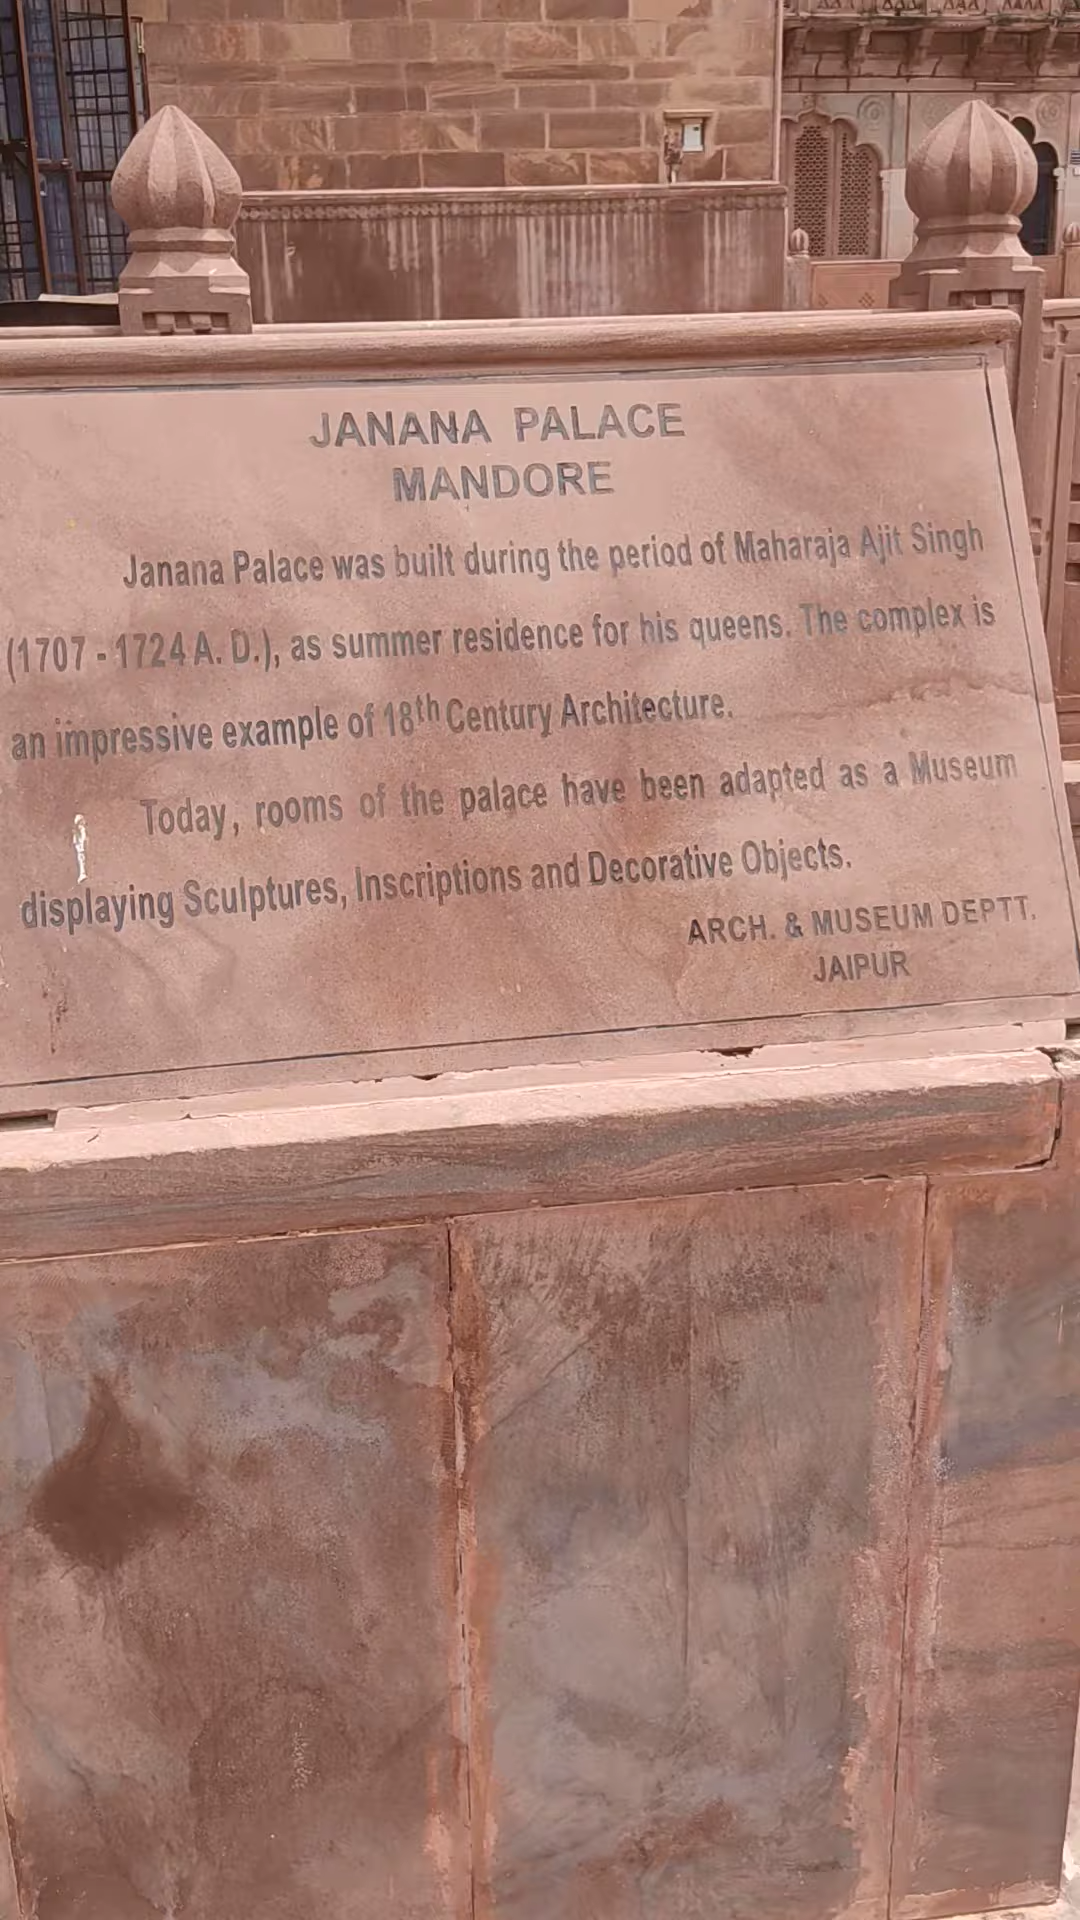 JANANA PALACE
MANDORE
Janana Palace was built during the period of Maharaja Ajit Singh
(1707 - 1724 A. D.), as summer residence for his queens. The complex is
an impressive example of 18th Century Architecture.
Today, rooms of the palace have been adapted as a Museum
displaying Sculptures, Inscriptions and Decorative Objects.
ARCH. & MUSEUM DEPTT.
JAIPUR